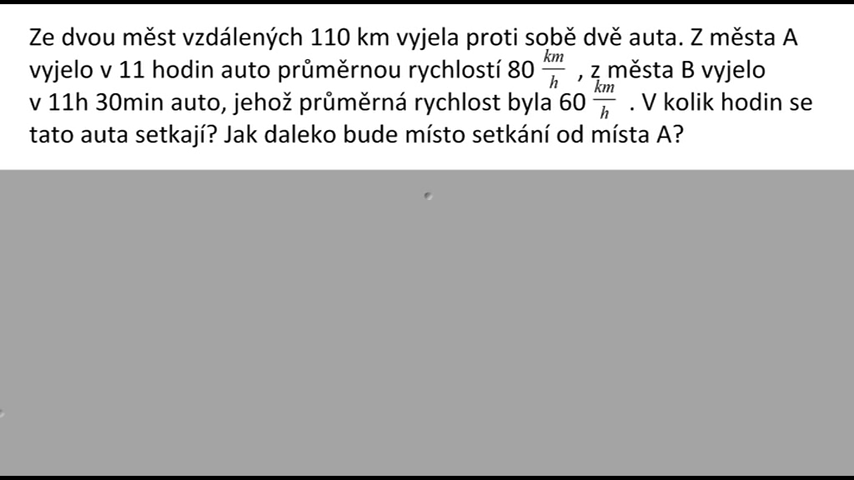 Ze dvou měst vzdálených 110 km vyjela proti sobě dvě auta. Z města A
vyjelo v 11 hodin auto průměrnou rychlostí 80 km/h , z města B vyjelo
v 11h 30min auto, jehož průměrná rychlost byla 60 km/h . V kolik hodin se
tato auta setkají? Jak daleko bude místo setkání od místa A?